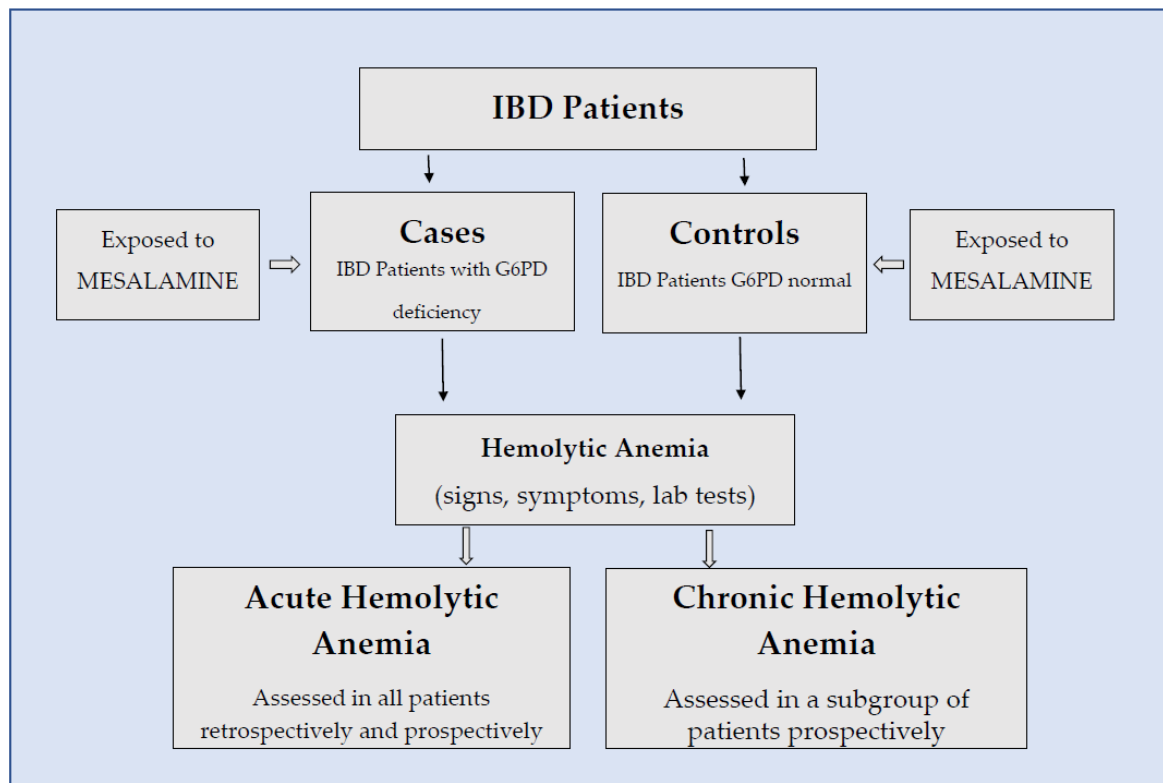 IBD Patients
Exposed to
MESALAMINE
Cases
IBD Patients with G6PD
deficiency
Controls
IBD Patients G6PD normal
Exposed to
MESALAMINE
Hemolytic Anemia
(signs, symptoms, lab tests)
Acute Hemolytic
Anemia
Assessed in all patients
retrospectively and prospectively
Chronic Hemolytic
Anemia
Assessed in a subgroup of
patients prospectively